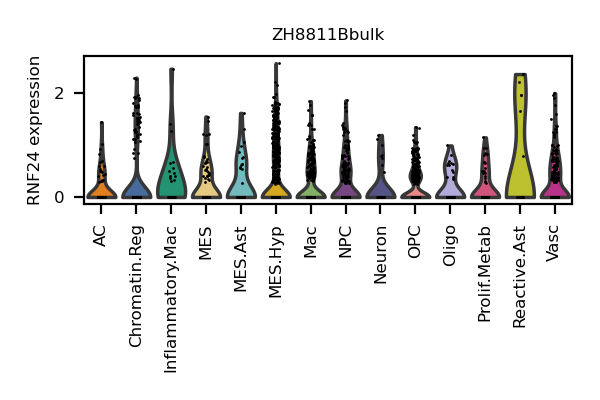 ZH8811Bbulk
RNF24 expression
2
0
AC
Chromatin.Reg
Inflammatory.Mac
MES
MES.Ast
MES.Hyp
Mac
NPC
Neuron
OPC
Oligo
Prolif.Metab
Reactive.Ast
Vasc